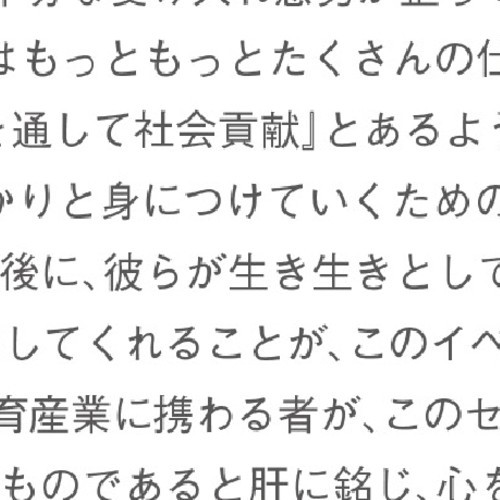 はもっともっとたくさんの仕
を通して社会貢献』とあるよう
かりと身につけていくための
後に、彼らが生き生きとして
してくれることが、このイベ
育産業に携わる者が、このセ
ものであると肝に銘じ、心を